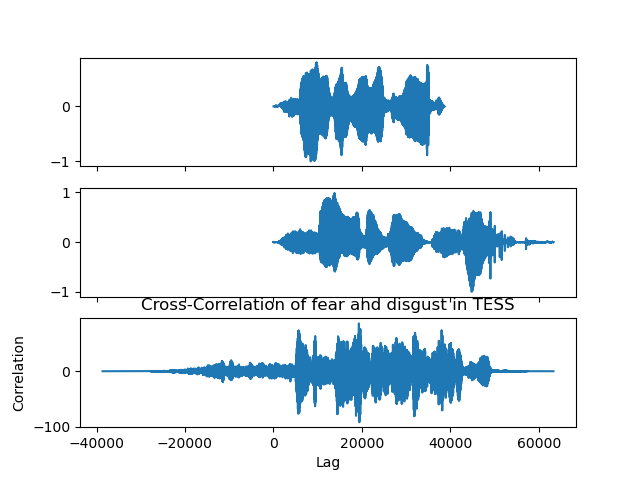 0
−1
1
0
−1
Cross-Correlation of fear and disgust in TESS
Correlation
0
−100
−40000 −20000 0 20000 40000 60000
Lag